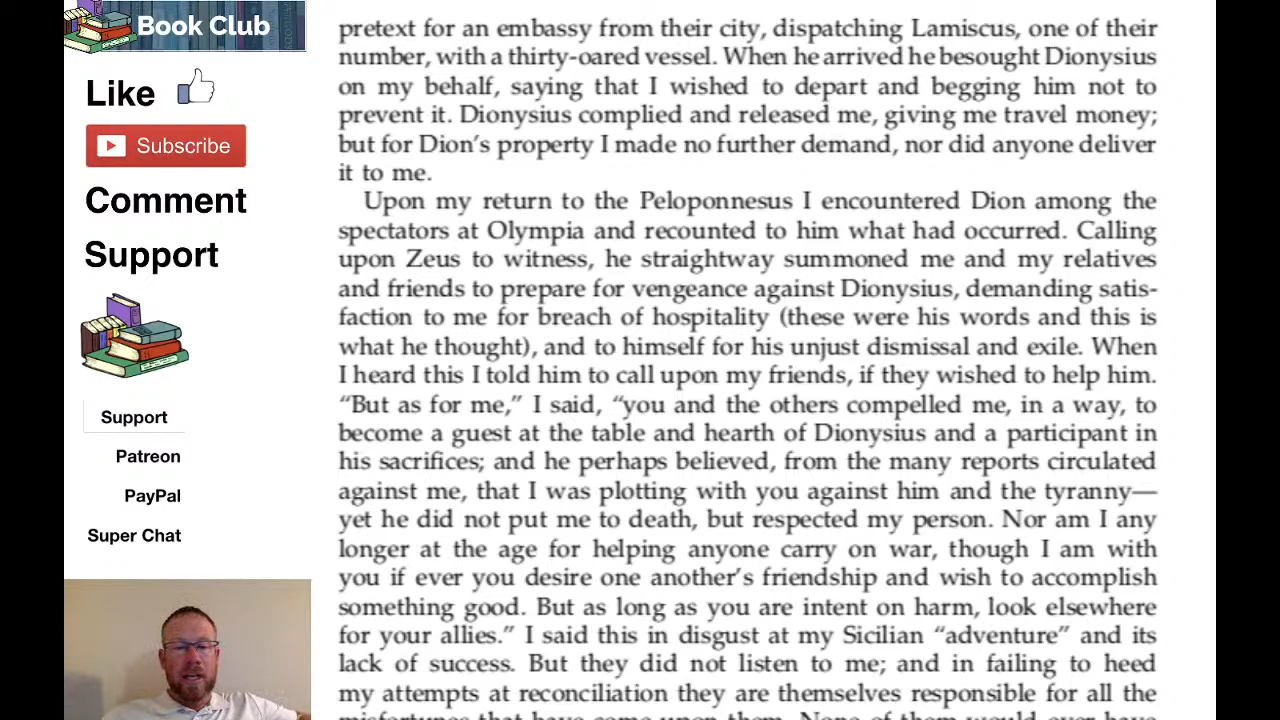 Book Club
Like
Subscribe
Comment
Support
Support
Patreon
PayPal
Super Chat
pretext for an embassy from their city, dispatching Lamiscus, one of their
number, with a thirty-oared vessel. When he arrived he besought Dionysius
on my behalf, saying that I wished to depart and begging him not to
prevent it. Dionysius complied and released me, giving me travel money;
but for Dion's property I made no further demand, nor did anyone deliver
it to me.
Upon my return to the Peloponnesus I encountered Dion among the
spectators at Olympia and recounted to him what had occurred. Calling
upon Zeus to witness, he straightway summoned me and my relatives
and friends to prepare for vengeance against Dionysius, demanding satis-
faction to me for breach of hospitality (these were his words and this is
what he thought), and to himself for his unjust dismissal and exile. When
I heard this I told him to call upon my friends, if they wished to help him.
“But as for me,” I said, “you and the others compelled me, in a way, to
become a guest at the table and hearth of Dionysius and a participant in
his sacrifices; and he perhaps believed, from the many reports circulated
against me, that I was plotting with you against him and the tyranny—
yet he did not put me to death, but respected my person. Nor am I any
longer at the age for helping anyone carry on war, though I am with
you if ever you desire one another's friendship and wish to accomplish
something good. But as long as you are intent on harm, look elsewhere
for your allies.” I said this in disgust at my Sicilian “adventure” and its
lack of success. But they did not listen to me; and in failing to heed
my attempts at reconciliation they are themselves responsible for all the
misfortunes that have come upon them. None of them would ever have